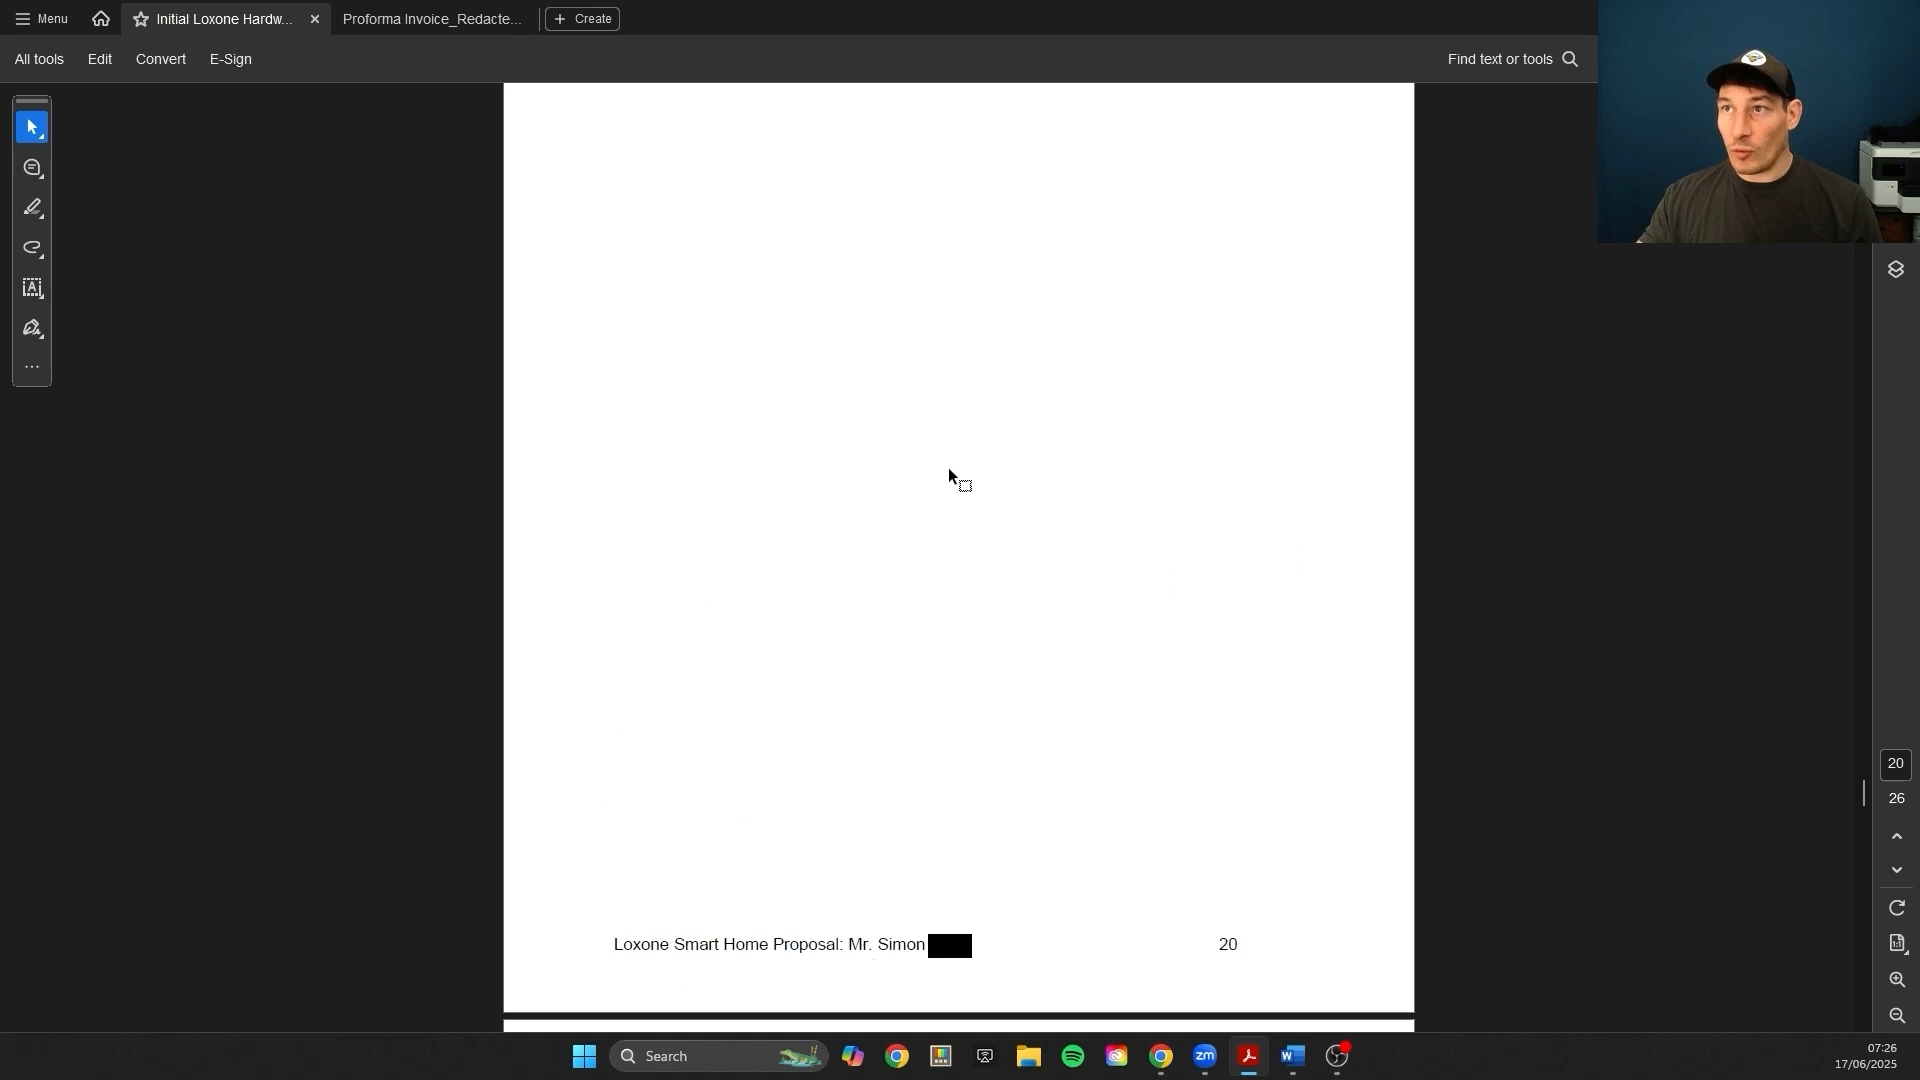 Menu
Initial Loxone Hardw...
Proforma Invoice_Redacte...
Create
All tools
Edit
Convert
E-Sign
Find text or tools
20
26
Loxone Smart Home Proposal: Mr. Simon
20
Search
07:26
17/06/2025